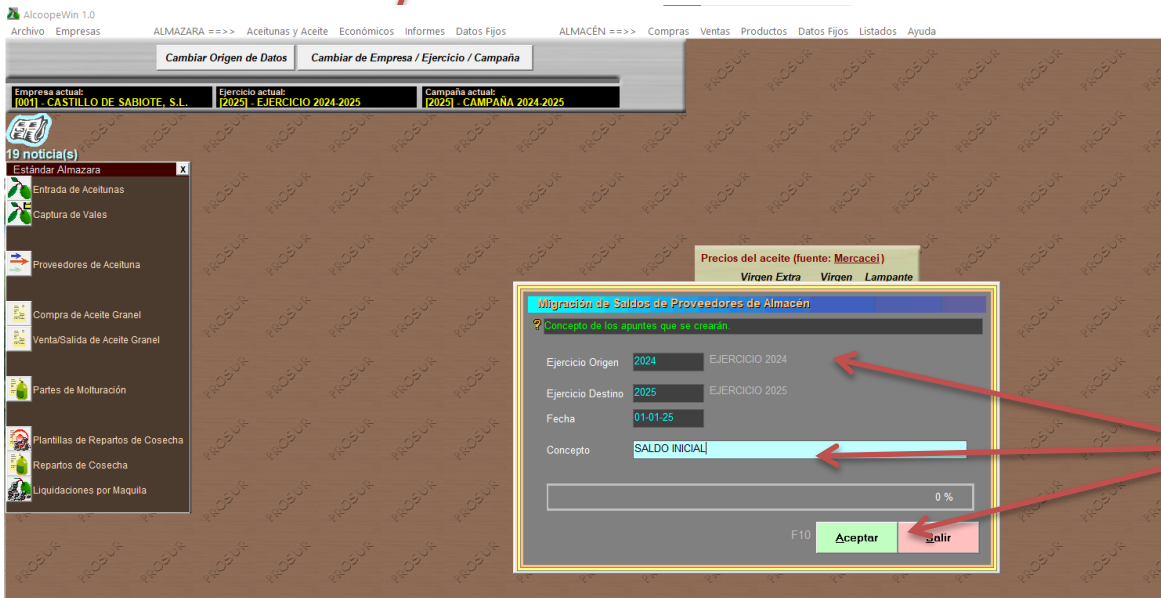 AlcoopeWin 1.0
Archivo Empresas ALMAZARA ==>> Aceitunas y Aceite Económicos Informes Datos Fijos ALMACÉN ==>> Compras Ventas Productos Datos Fijos Listados Ayuda
Cambiar Origen de Datos Cambiar de Empresa / Ejercicio / Campaña
Empresa actual: Ejercicio actual: Campaña actual:
[001] - CASTILLO DE SABIOTE, S.L. [2025] - EJERCICIO 2024-2025 [2025] - CAMPAÑA 2024-2025
19 noticia(s)
Estándar Almazara X
Entrada de Aceitunas
Captura de Vales
Proveedores de Aceituna
Compra de Aceite Granel
Venta/Salida de Aceite Granel
Partes de Molturación
Plantillas de Repartos de Cosecha
Repartos de Cosecha
Liquidaciones por Maquila
Precios del aceite (fuente: Mercacei)
Virgen Extra Virgen Lampante
Migración de Saldos de Proveedores de Almacén
? Concepto de los apuntes que se crearán.
Ejercicio Origen 2024 EJERCICIO 2024
Ejercicio Destino 2025 EJERCICIO 2025
Fecha 01-01-25
Concepto SALDO INICIAL
0 %
F10 Aceptar Salir
PROSUR